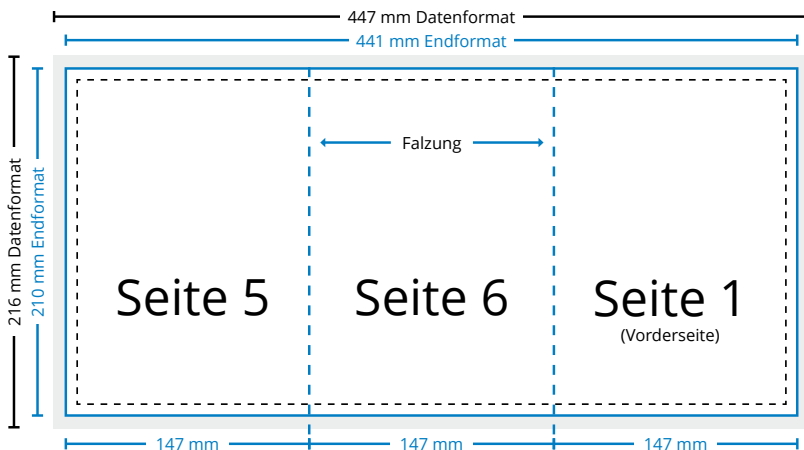 447 mm Datenformat
441 mm Endformat
216 mm Datenformat
210 mm Endformat
Falzung
Seite 5
Seite 6
Seite 1
(Vorderseite)
147 mm
147 mm
147 mm